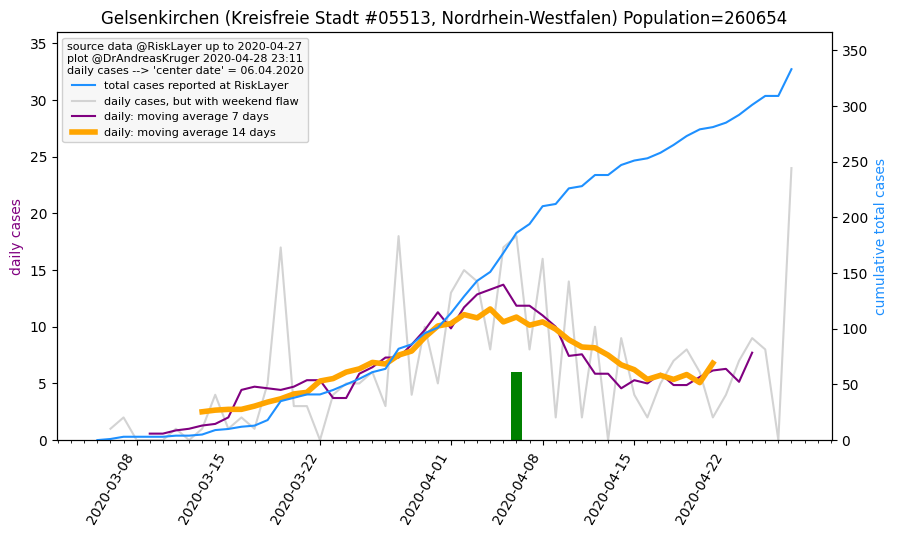 Gelsenkirchen (Kreisfreie Stadt #05513, Nordrhein-Westfalen) Population=260654
source data @RiskLayer up to 2020-04-27
plot @DrAndreasKruger 2020-04-28 23:11
daily cases --> 'center date' = 06.04.2020
total cases reported at RiskLayer
daily cases, but with weekend flaw
daily: moving average 7 days
daily: moving average 14 days
daily cases
35
30
25
20
15
10
5
0
cumulative total cases
350
300
250
200
150
100
50
0
2020-03-08
2020-03-15
2020-03-22
2020-04-01
2020-04-08
2020-04-15
2020-04-22